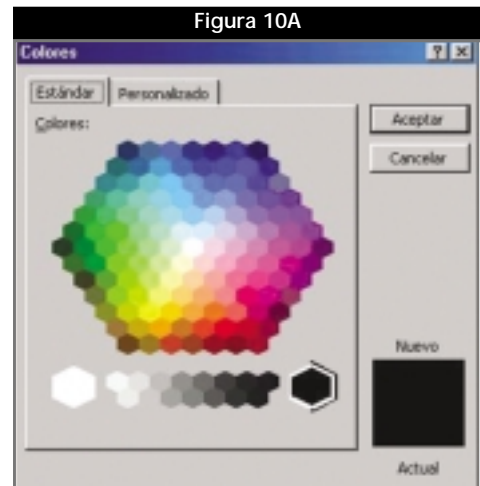 Figura 10A
Colores
Estándar Personalizado
Colores:
Aceptar
Cancelar
Nuevo
Actual